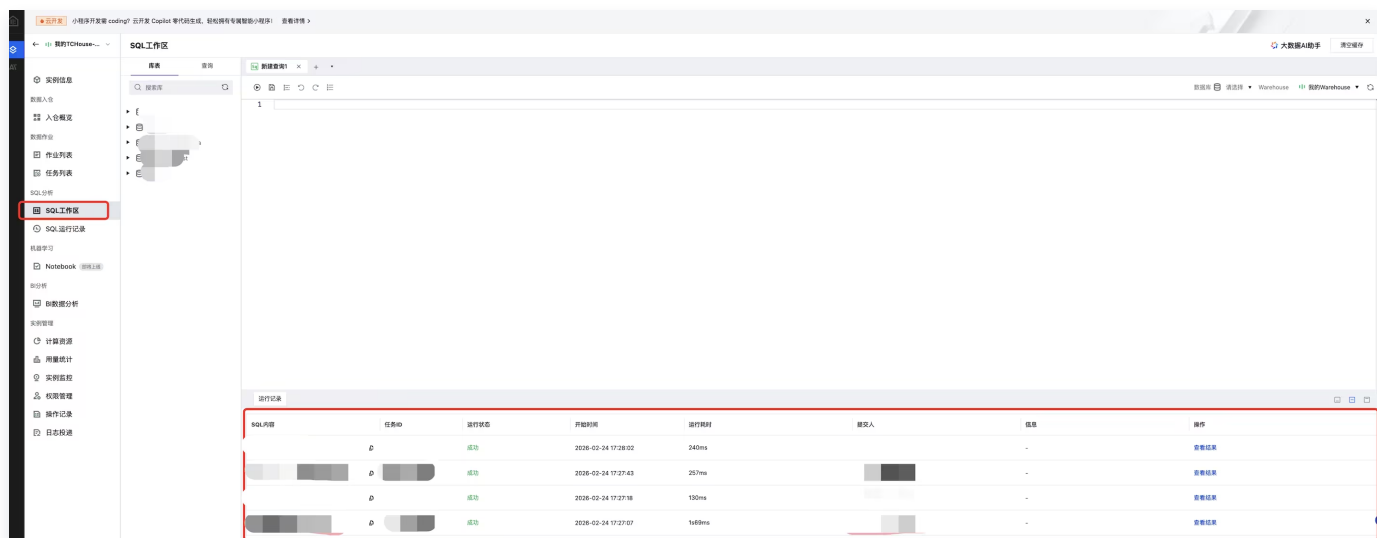 云开发 小程序开发需 coding？云开发 Copilot 零代码生成，轻松拥有专属智能小程序！ 查看详情 >
我的TCHouse-...
SQL工作区
大数据AI助手 清空缓存
库表 查询
新建查询1
搜索库
数据库 请选择 Warehouse 我的Warehouse
1
实例信息
数据入仓
入仓概览
数据作业
作业列表
任务列表
SQL分析
SQL工作区
SQL运行记录
机器学习
Notebook 即将上线
BI分析
BI数据分析
实例管理
计算资源
用量统计
实例监控
权限管理
操作记录
日志投递
运行记录
SQL内容 任务ID 运行状态 开始时间 运行耗时 提交人 信息 操作
成功 2026-02-24 17:28:02 240ms - 查看结果
成功 2026-02-24 17:27:43 257ms - 查看结果
成功 2026-02-24 17:27:18 130ms - 查看结果
成功 2026-02-24 17:27:07 1s69ms - 查看结果